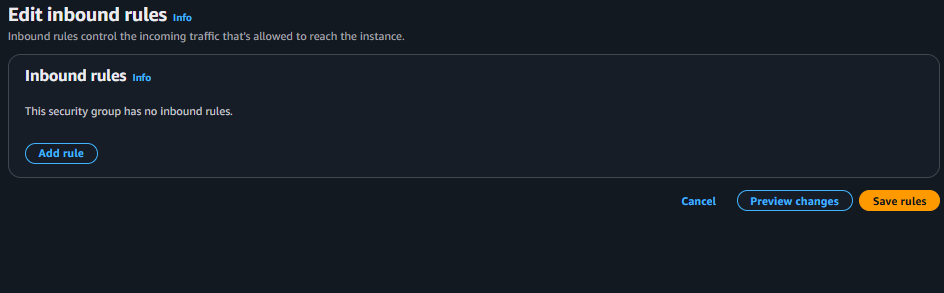 Edit inbound rules Info
Inbound rules control the incoming traffic that's allowed to reach the instance.
Inbound rules Info
This security group has no inbound rules.
Add rule
Cancel Preview changes Save rules